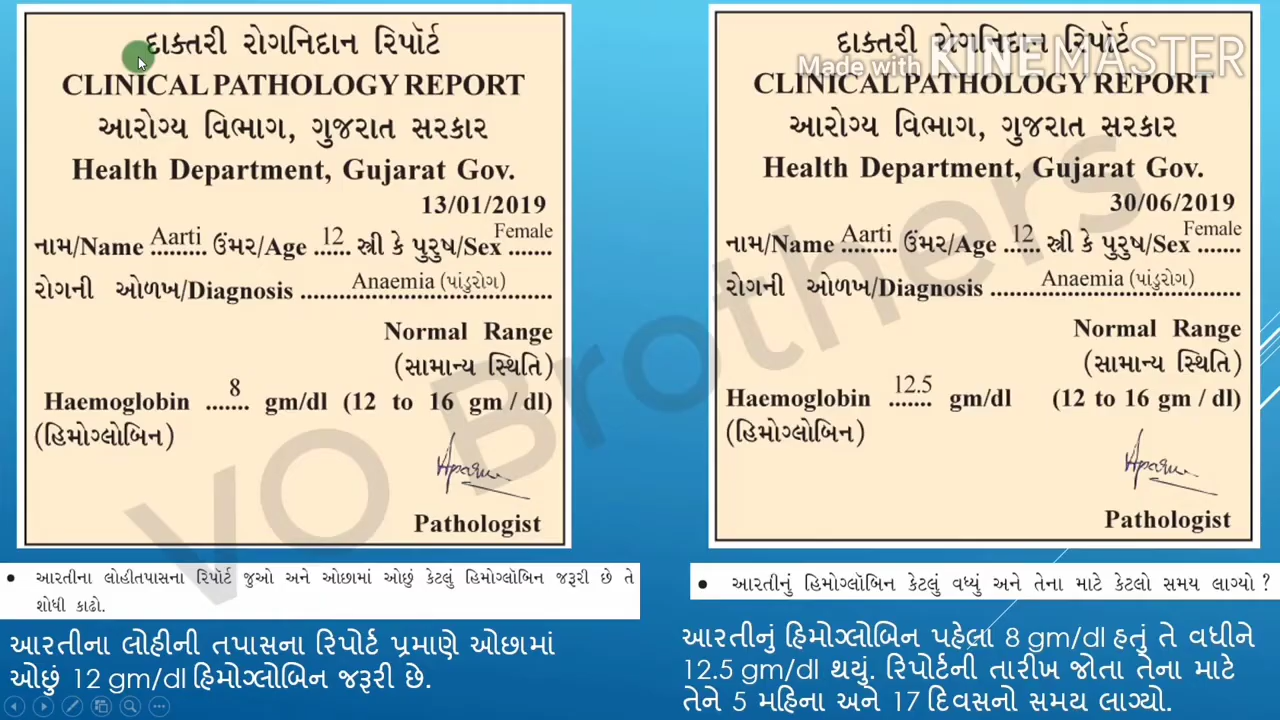 દાક્તરી રોગનિદાન રિપૉર્ટ
CLINICAL PATHOLOGY REPORT
આરોગ્ય વિભાગ, ગુજરાત સરકાર
Health Department, Gujarat Gov.
13/01/2019
નામ/Name Aarti ઉંમર/Age 12 સ્ત્રી કે પુરુષ/Sex Female
રોગની ઓળખ/Diagnosis Anaemia (પાંડુરોગ)
Normal Range
(સામાન્ય સ્થિતિ)
Haemoglobin 8 gm/dl (12 to 16 gm / dl)
(હિમોગ્લોબિન)
Pathologist
આરતીના લોહીતપાસના રિપૉર્ટ જુઓ અને ઓછામાં ઓછું કેટલું હિમોગ્લૉબિન જરૂરી છે તે
શોધી કાઢો.
આરતીના લોહીની તપાસના રિપોર્ટ પ્રમાણે ઓછામાં
ઓછું 12 gm/dl હિમોગ્લોબિન જરૂરી છે.
દાક્તરી રોગનિદાન રિપૉર્ટ
Made with KINEMASTER
CLINICAL PATHOLOGY REPORT
આરોગ્ય વિભાગ, ગુજરાત સરકાર
Health Department, Gujarat Gov.
30/06/2019
નામ/Name Aarti ઉંમર/Age 12 સ્ત્રી કે પુરુષ/Sex Female
રોગની ઓળખ/Diagnosis Anaemia (પાંડુરોગ)
Normal Range
(સામાન્ય સ્થિતિ)
Haemoglobin 12.5 gm/dl (12 to 16 gm / dl)
(હિમોગ્લોબિન)
Pathologist
આરતીનું હિમોગ્લૉબિન કેટલું વધ્યું અને તેના માટે કેટલો સમય લાગ્યો ?
આરતીનું હિમોગ્લોબિન પહેલા 8 gm/dl હતું તે વધીને
12.5 gm/dl થયું. રિપોર્ટની તારીખ જોતા તેના માટે
તેને 5 મહિના અને 17 દિવસનો સમય લાગ્યો.
VO Brothers